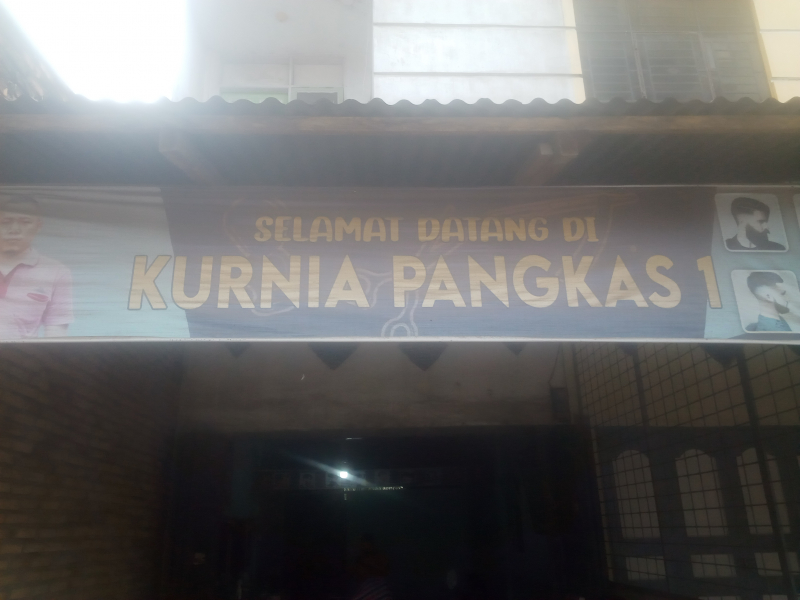 SELAMAT DATANG DI
KURNIA PANGKAS 1